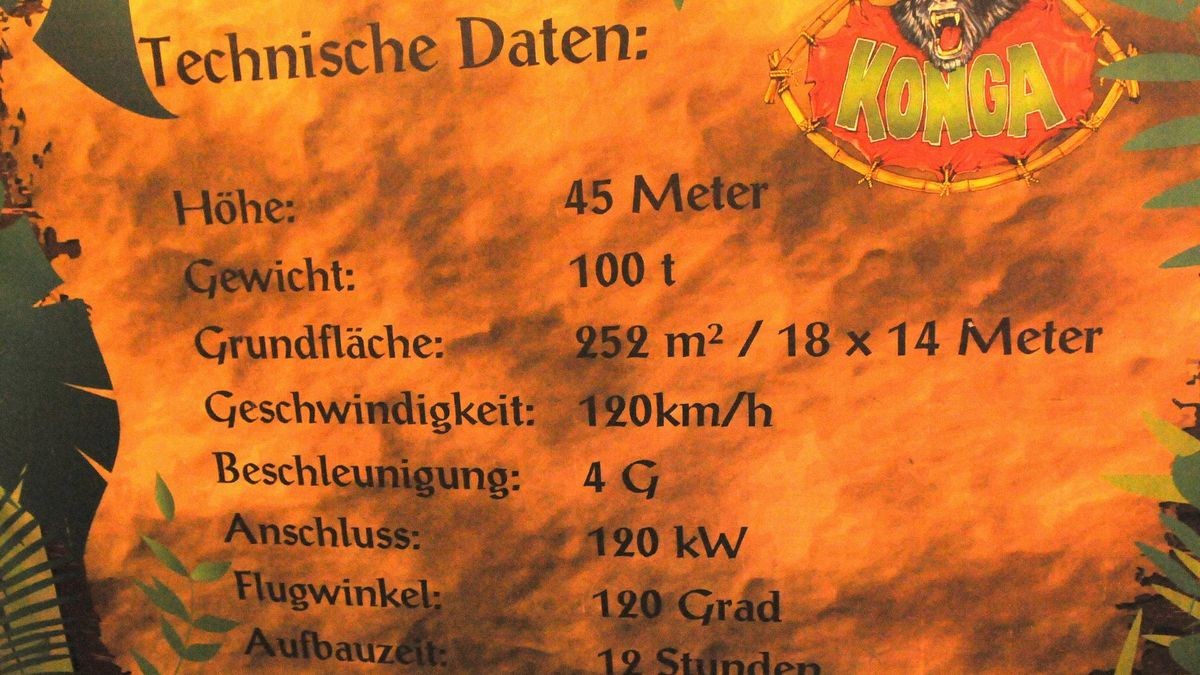 Technische Daten:
KONGA
Höhe: 45 Meter
Gewicht: 100 t
Grundfläche: 252 m² / 18 x 14 Meter
Geschwindigkeit: 120km/h
Beschleunigung: 4 G
Anschluss: 120 kW
Flugwinkel: 120 Grad
Aufbauzeit: 12 Stunden